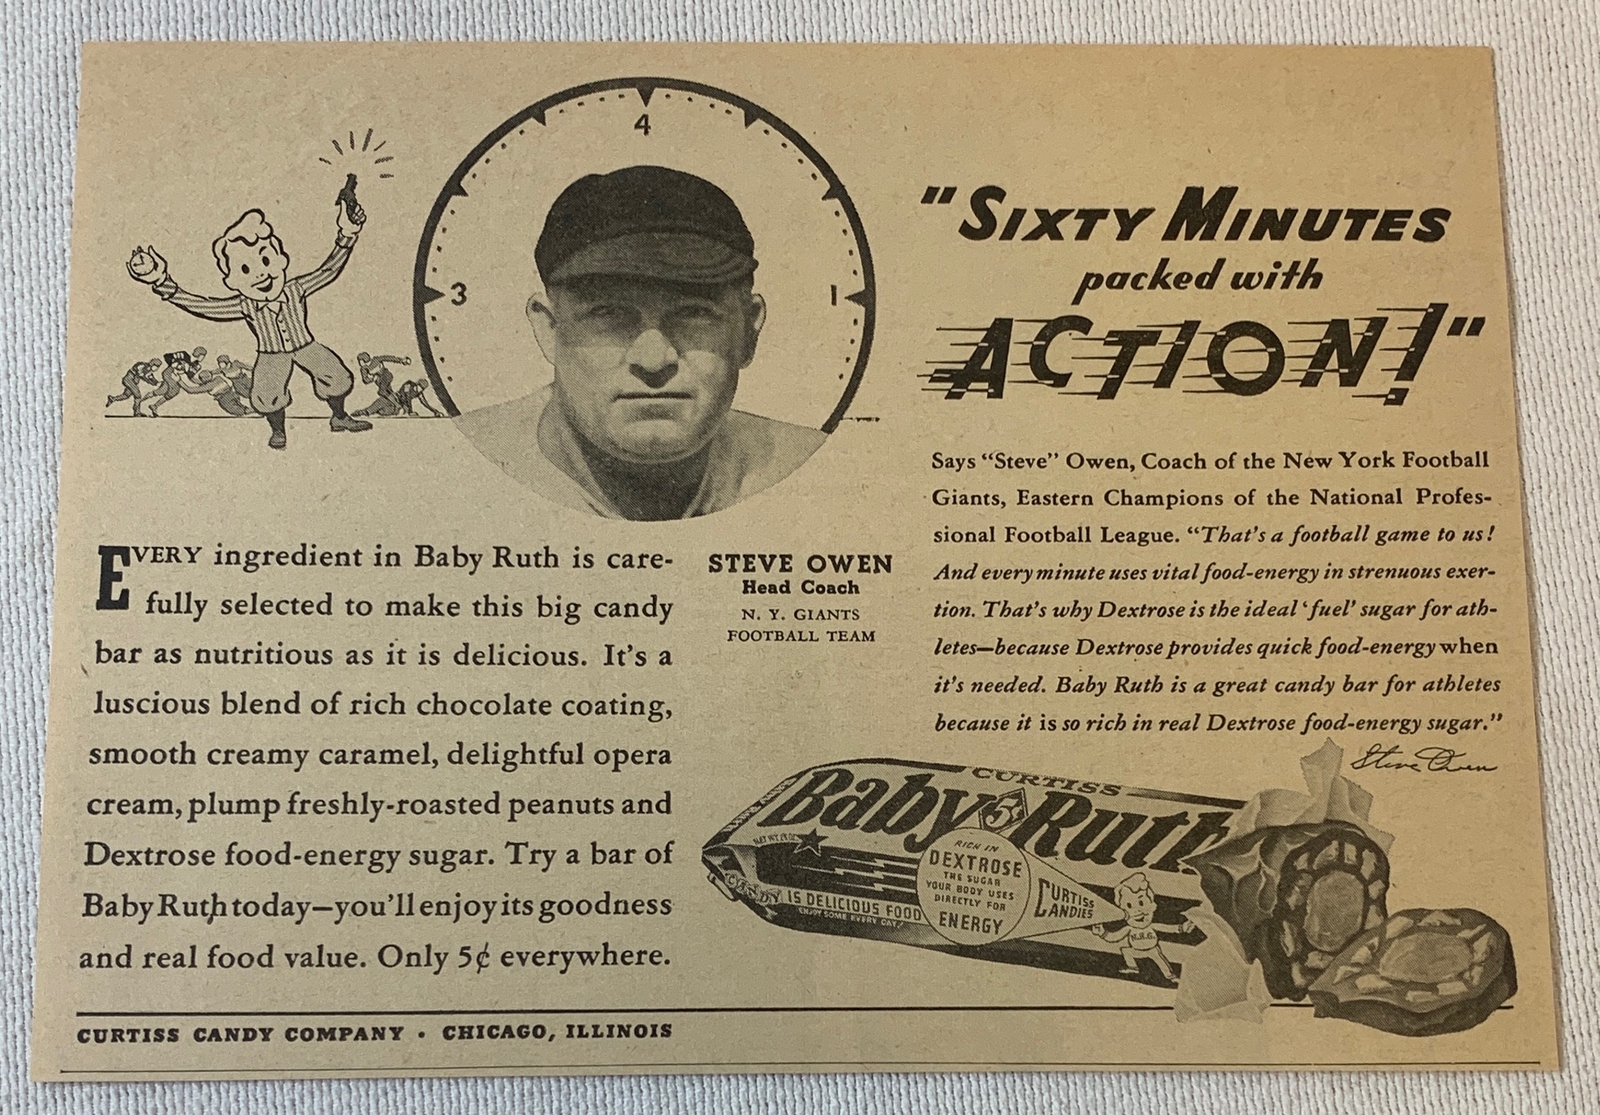 4
3
1
"SIXTY MINUTES
packed with
ACTION!"
Says "Steve" Owen, Coach of the New York Football
Giants, Eastern Champions of the National Profes-
sional Football League. "That's a football game to us!
And every minute uses vital food-energy in strenuous exer-
tion. That's why Dextrose is the ideal 'fuel' sugar for ath-
letes—because Dextrose provides quick food-energy when
it's needed. Baby Ruth is a great candy bar for athletes
because it is so rich in real Dextrose food-energy sugar."
Steve Owen
STEVE OWEN
Head Coach
N. Y. GIANTS
FOOTBALL TEAM
EVERY ingredient in Baby Ruth is care-
fully selected to make this big candy
bar as nutritious as it is delicious. It's a
luscious blend of rich chocolate coating,
smooth creamy caramel, delightful opera
cream, plump freshly-roasted peanuts and
Dextrose food-energy sugar. Try a bar of
Baby Ruth today—you'll enjoy its goodness
and real food value. Only 5¢ everywhere.
CURTISS
Baby Ruth
5¢
RICH IN
DEXTROSE
THE SUGAR
YOUR BODY USES
DIRECTLY FOR
ENERGY
CURTISS
CANDIES
N.R.G.
CANDY IS DELICIOUS FOOD
ENJOY SOME EVERY DAY!
CURTISS CANDY COMPANY • CHICAGO, ILLINOIS